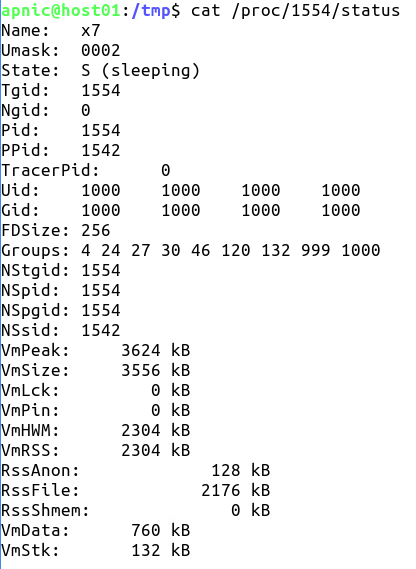 apnic@host01:/tmp$ cat /proc/1554/status
Name:   x7
Umask:  0002
State:  S (sleeping)
Tgid:   1554
Ngid:   0
Pid:    1554
PPid:   1542
TracerPid:      0
Uid:    1000    1000    1000    1000
Gid:    1000    1000    1000    1000
FDSize: 256
Groups: 4 24 27 30 46 120 132 999 1000
NStgid: 1554
NSpid:  1554
NSpgid: 1554
NSsid:  1542
VmPeak:     3624 kB
VmSize:     3556 kB
VmLck:         0 kB
VmPin:         0 kB
VmHWM:      2304 kB
VmRSS:      2304 kB
RssAnon:             128 kB
RssFile:            2176 kB
RssShmem:              0 kB
VmData:      760 kB
VmStk:       132 kB